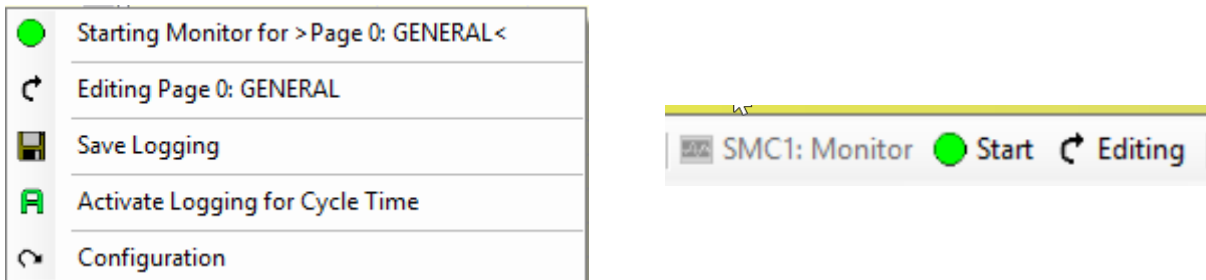 Starting Monitor for >Page 0: GENERAL<
Editing Page 0: GENERAL
Save Logging
Activate Logging for Cycle Time
Configuration
SMC1: Monitor Start Editing